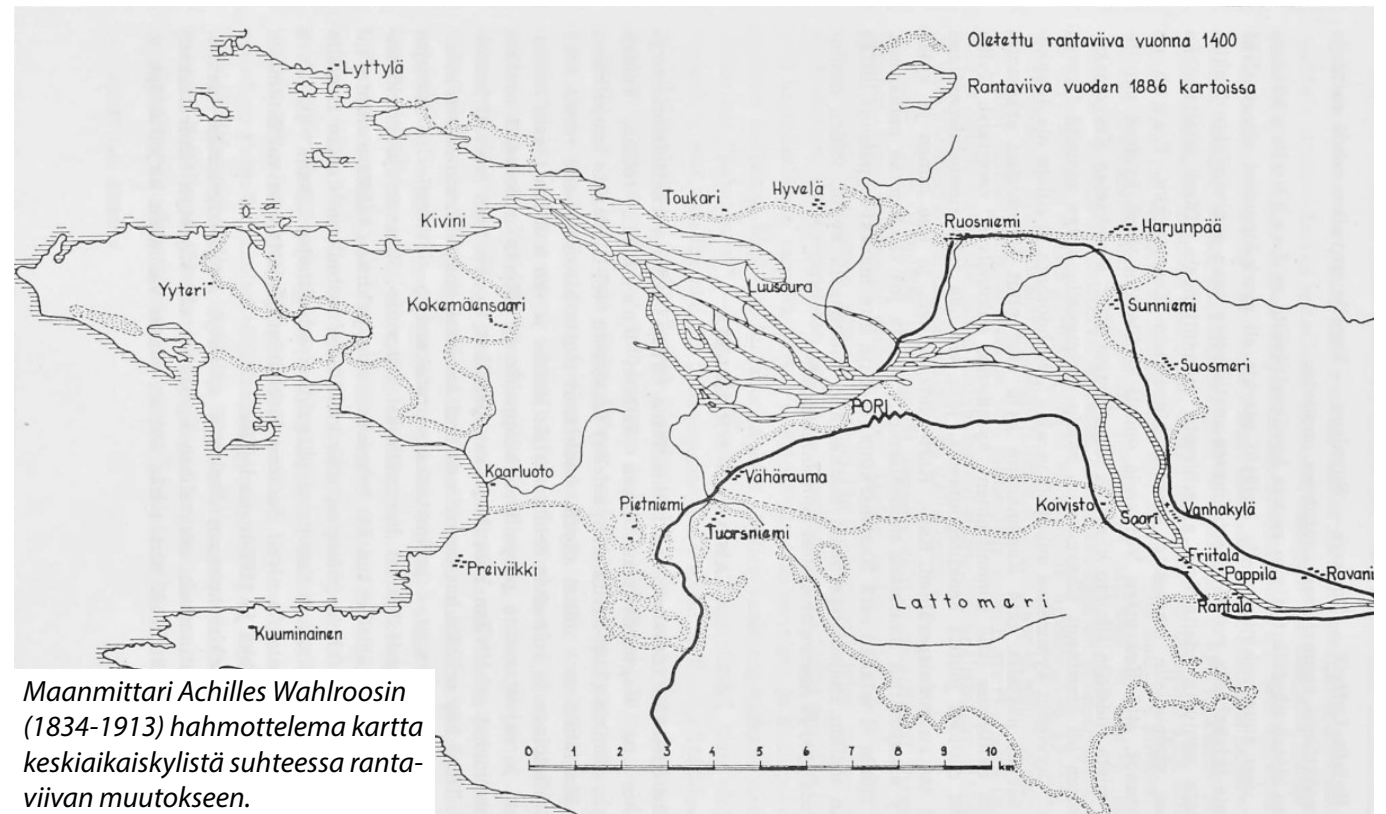 Oletettu rantaviiva vuonna 1400
Rantaviiva vuoden 1886 kartoissa
Lyttylä
Toukari
Hyvelä
Kivini
Ruosniemi
Harjunpää
Yyteri
Luusoura
Kokemäensaari
Sunniemi
Suosmeri
PORI
Kaarluoto
Vähärauma
Pietniemi
Koivisto
Saari
Vanhakylä
Tuorsniemi
Friitala
Preiviikki
Pappila
Ravani
Lattomeri
Rantala
Kuuminainen
0 1 2 3 4 5 6 7 8 9 10
km
Maanmittari Achilles Wahlroosin
(1834-1913) hahmottelema kartta
keskiaikaiskylistä suhteessa ranta-
viivan muutokseen.